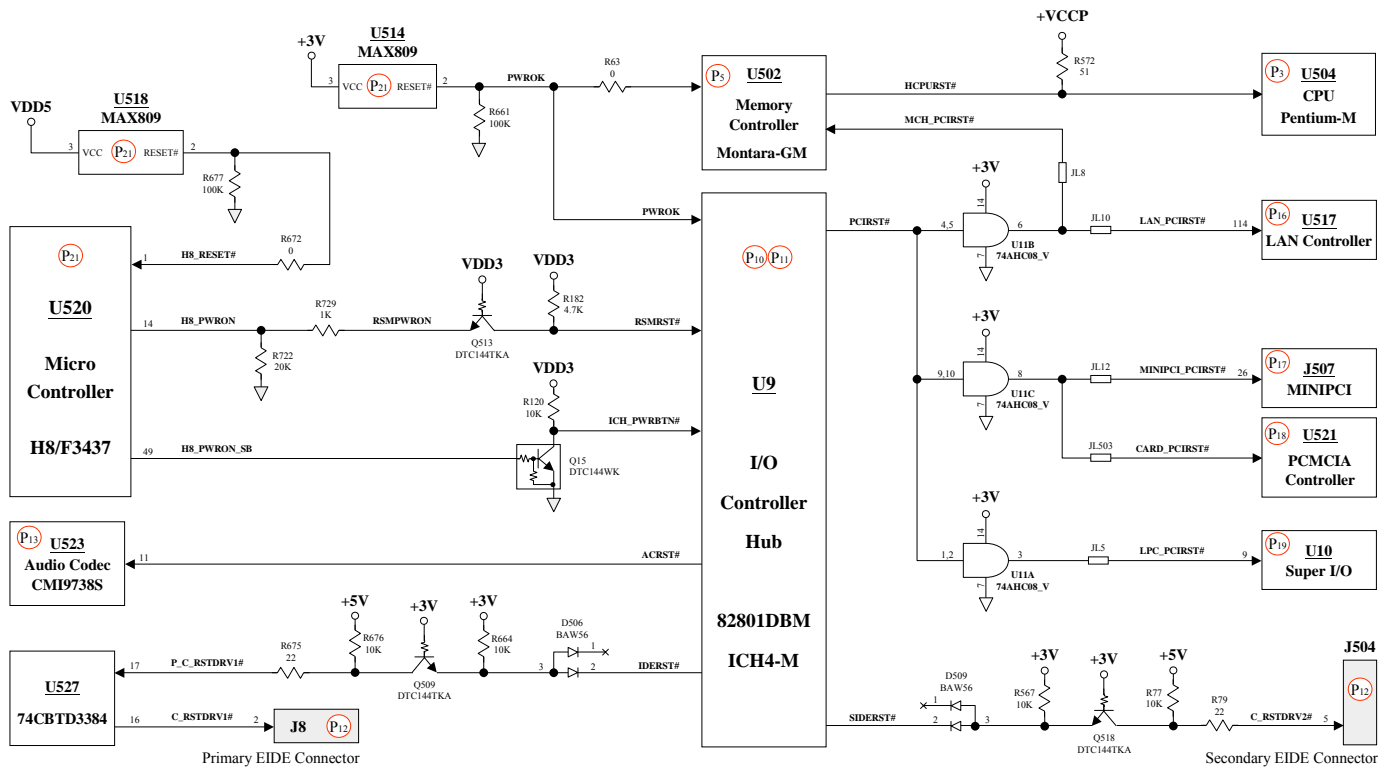 +VCCP
R572
51
U514
MAX809
+3V
3
VCC
P21
RESET#
2
PWROK
R63
0
R661
100K
P5
U502
Memory
Controller
Montara-GM
HCPURST#
MCH_PCIRST#
JL8
P3
U504
CPU
Pentium-M
VDD5
U518
MAX809
3
VCC
P21
RESET#
2
R677
100K
PWROK
PCIRST#
+3V
14
4,5
6
U11B
74AHC08_V
7
JL10
LAN_PCIRST#
114
P16
U517
LAN Controller
P21
U520
Micro
Controller
H8/F3437
1
H8_RESET#
R672
0
14
H8_PWRON
R729
1K
RSMPWRON
R722
20K
VDD3
Q513
DTC144TKA
VDD3
R182
4.7K
RSMRST#
VDD3
R120
10K
ICH_PWRBTN#
49
H8_PWRON_SB
Q15
DTC144WK
P10
P11
U9
I/O
Controller
Hub
82801DBM
ICH4-M
+3V
14
9,10
8
U11C
74AHC08_V
7
JL12
MINIPCI_PCIRST#
26
P17
J507
MINIPCI
JL503
CARD_PCIRST#
P18
U521
PCMCIA
Controller
+3V
14
1,2
3
U11A
74AHC08_V
7
JL5
LPC_PCIRST#
9
P19
U10
Super I/O
P13
U523
Audio Codec
CMI9738S
11
ACRST#
U527
74CBTD3384
17
P_C_RSTDRV1#
R675
22
+5V
R676
10K
+3V
Q509
DTC144TKA
+3V
R664
10K
D506
BAW56
1
3
2
IDERST#
16
C_RSTDRV1#
2
J8
P12
Primary EIDE Connector
SIDERST#
D509
BAW56
1
2
3
+3V
R567
10K
+3V
Q518
DTC144TKA
+5V
R77
10K
R79
22
C_RSTDRV2#
5
J504
P12
Secondary EIDE Connector